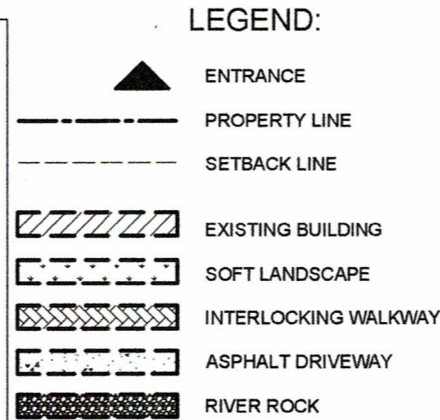 LEGEND:
ENTRANCE
PROPERTY LINE
SETBACK LINE
EXISTING BUILDING
SOFT LANDSCAPE
INTERLOCKING WALKWAY
ASPHALT DRIVEWAY
RIVER ROCK